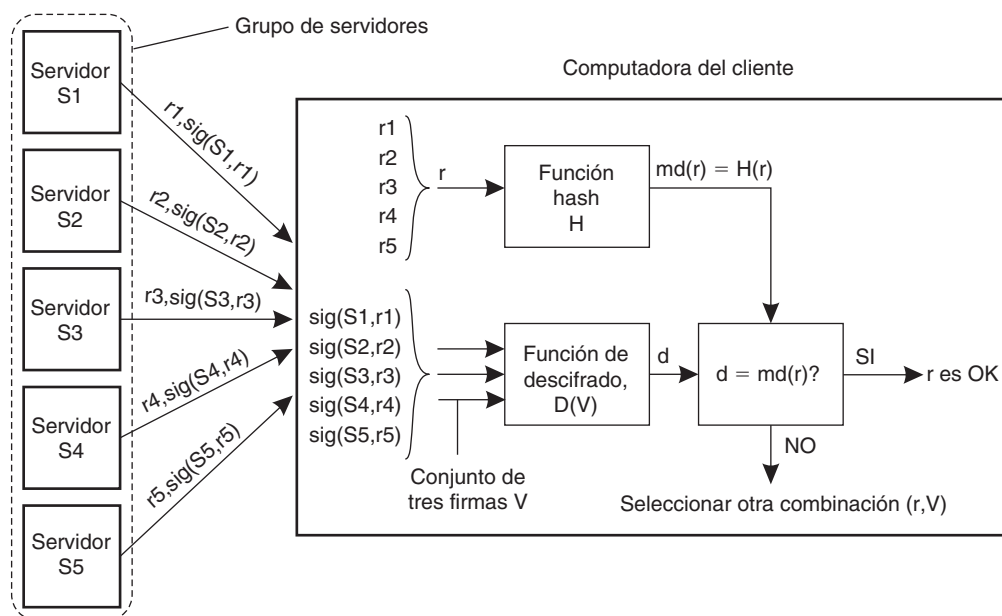 Grupo de servidores
Servidor
S1
Servidor
S2
Servidor
S3
Servidor
S4
Servidor
S5
r1,sig(S1,r1)
r2,sig(S2,r2)
r3,sig(S3,r3)
r4,sig(S4,r4)
r5,sig(S5,r5)
Computadora del cliente
r1
r2
r3
r4
r5
r
Función
hash
H
md(r) = H(r)
sig(S1,r1)
sig(S2,r2)
sig(S3,r3)
sig(S4,r4)
sig(S5,r5)
Conjunto de
tres firmas V
Función de
descifrado,
D(V)
d
d = md(r)?
SI
r es OK
NO
Seleccionar otra combinación (r,V)